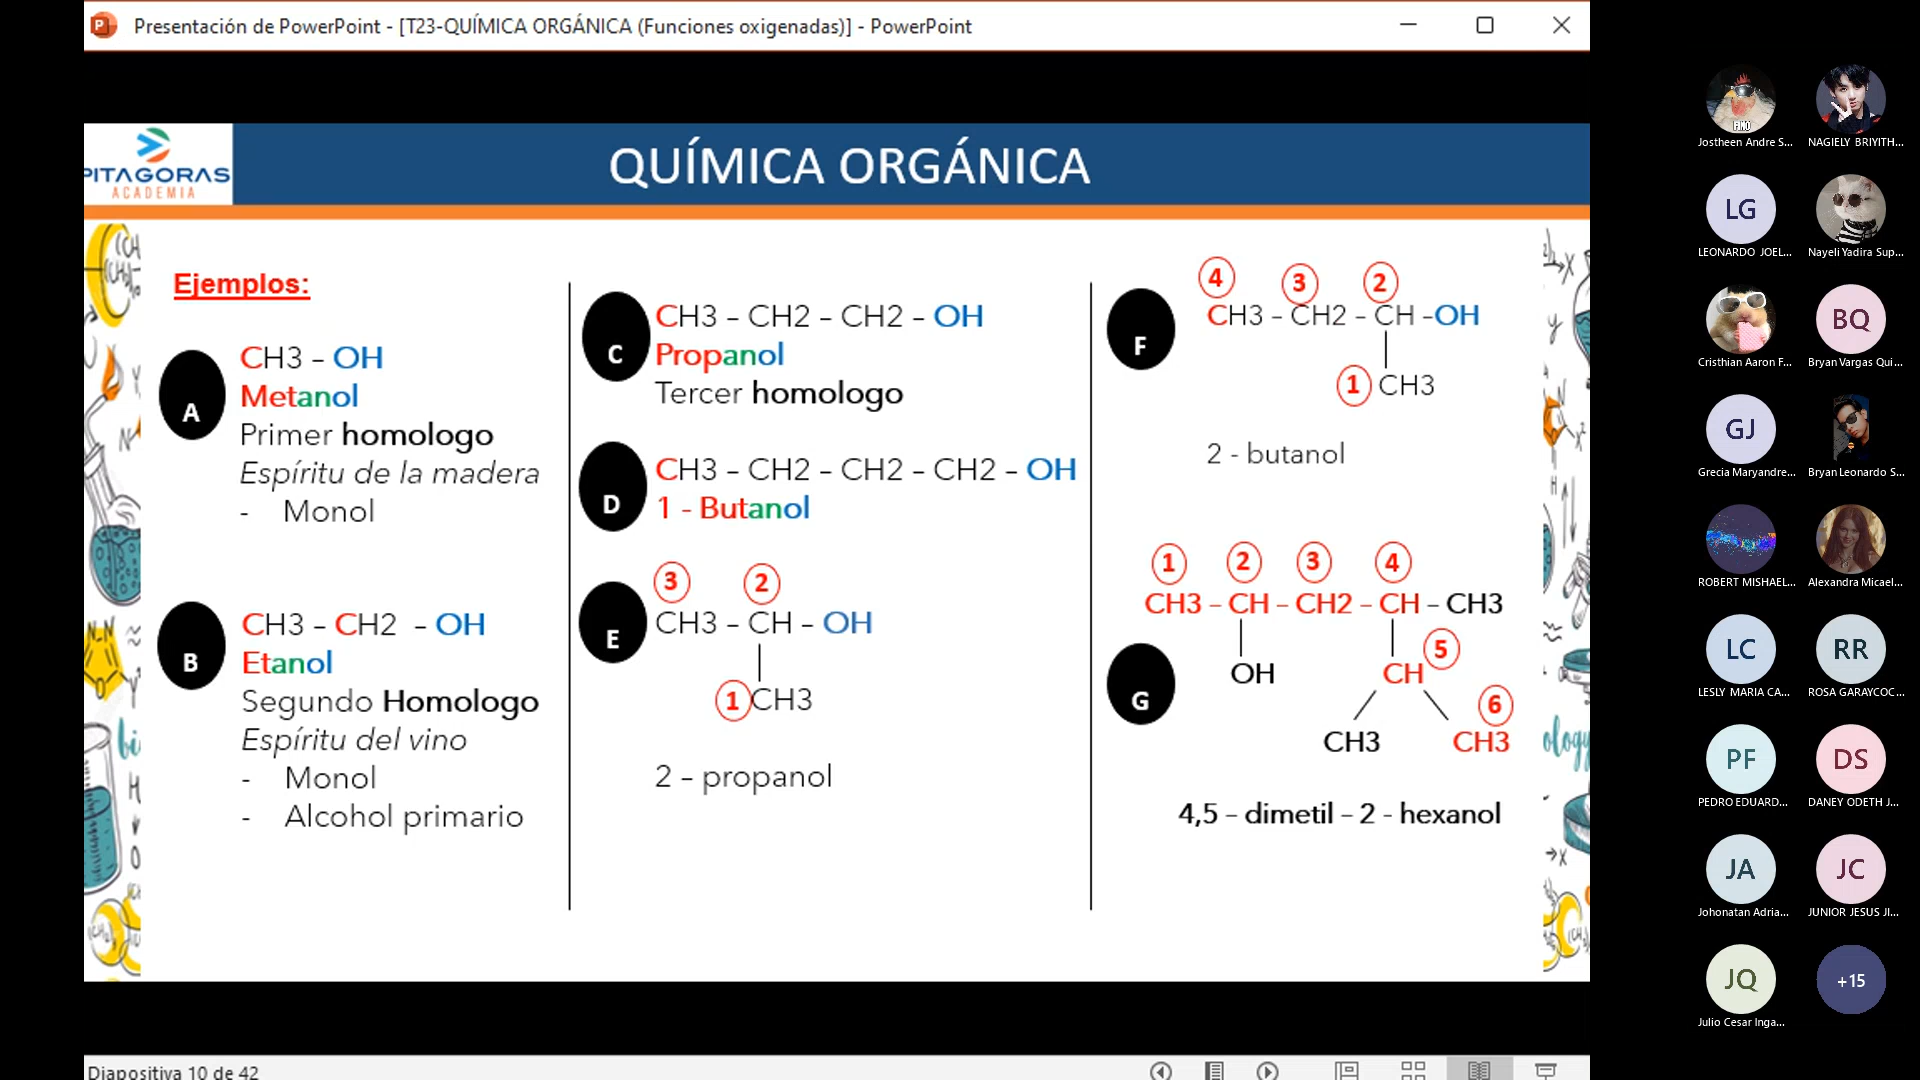 Presentación de PowerPoint - [T23-QUÍMICA ORGÁNICA (Funciones oxigenadas)] - PowerPoint
PITAGORAS
ACADEMIA
QUÍMICA ORGÁNICA
Ejemplos:
A
CH3 – OH
Metanol
Primer homologo
Espíritu de la madera
- Monol
B
CH3 – CH2 – OH
Etanol
Segundo Homologo
Espíritu del vino
- Monol
- Alcohol primario
C
CH3 – CH2 – CH2 – OH
Propanol
Tercer homologo
D
CH3 – CH2 – CH2 – CH2 – OH
1 - Butanol
E
3 2
CH3 – CH – OH
1 CH3
2 – propanol
F
4 3 2
CH3 – CH2 – CH –OH
1 CH3
2 - butanol
G
1 2 3 4
CH3 – CH – CH2 – CH – CH3
OH CH 5
6
CH3 CH3
4,5 – dimetil – 2 - hexanol
Diapositiva 10 de 42
FINO
Jostheen Andre S...
NAGIELY BRIYITH...
LG
LEONARDO JOEL...
Nayeli Yadira Sup...
Cristhian Aaron F...
BQ
Bryan Vargas Qui...
GJ
Grecia Maryandre...
Bryan Leonardo S...
ROBERT MISHAEL...
Alexandra Micael...
LC
LESLY MARIA CA...
RR
ROSA GARAYCOC...
PF
PEDRO EDUARD...
DS
DANEY ODETH J...
JA
Johonatan Adria...
JC
JUNIOR JESUS JI...
JQ
Julio Cesar Inga...
+15